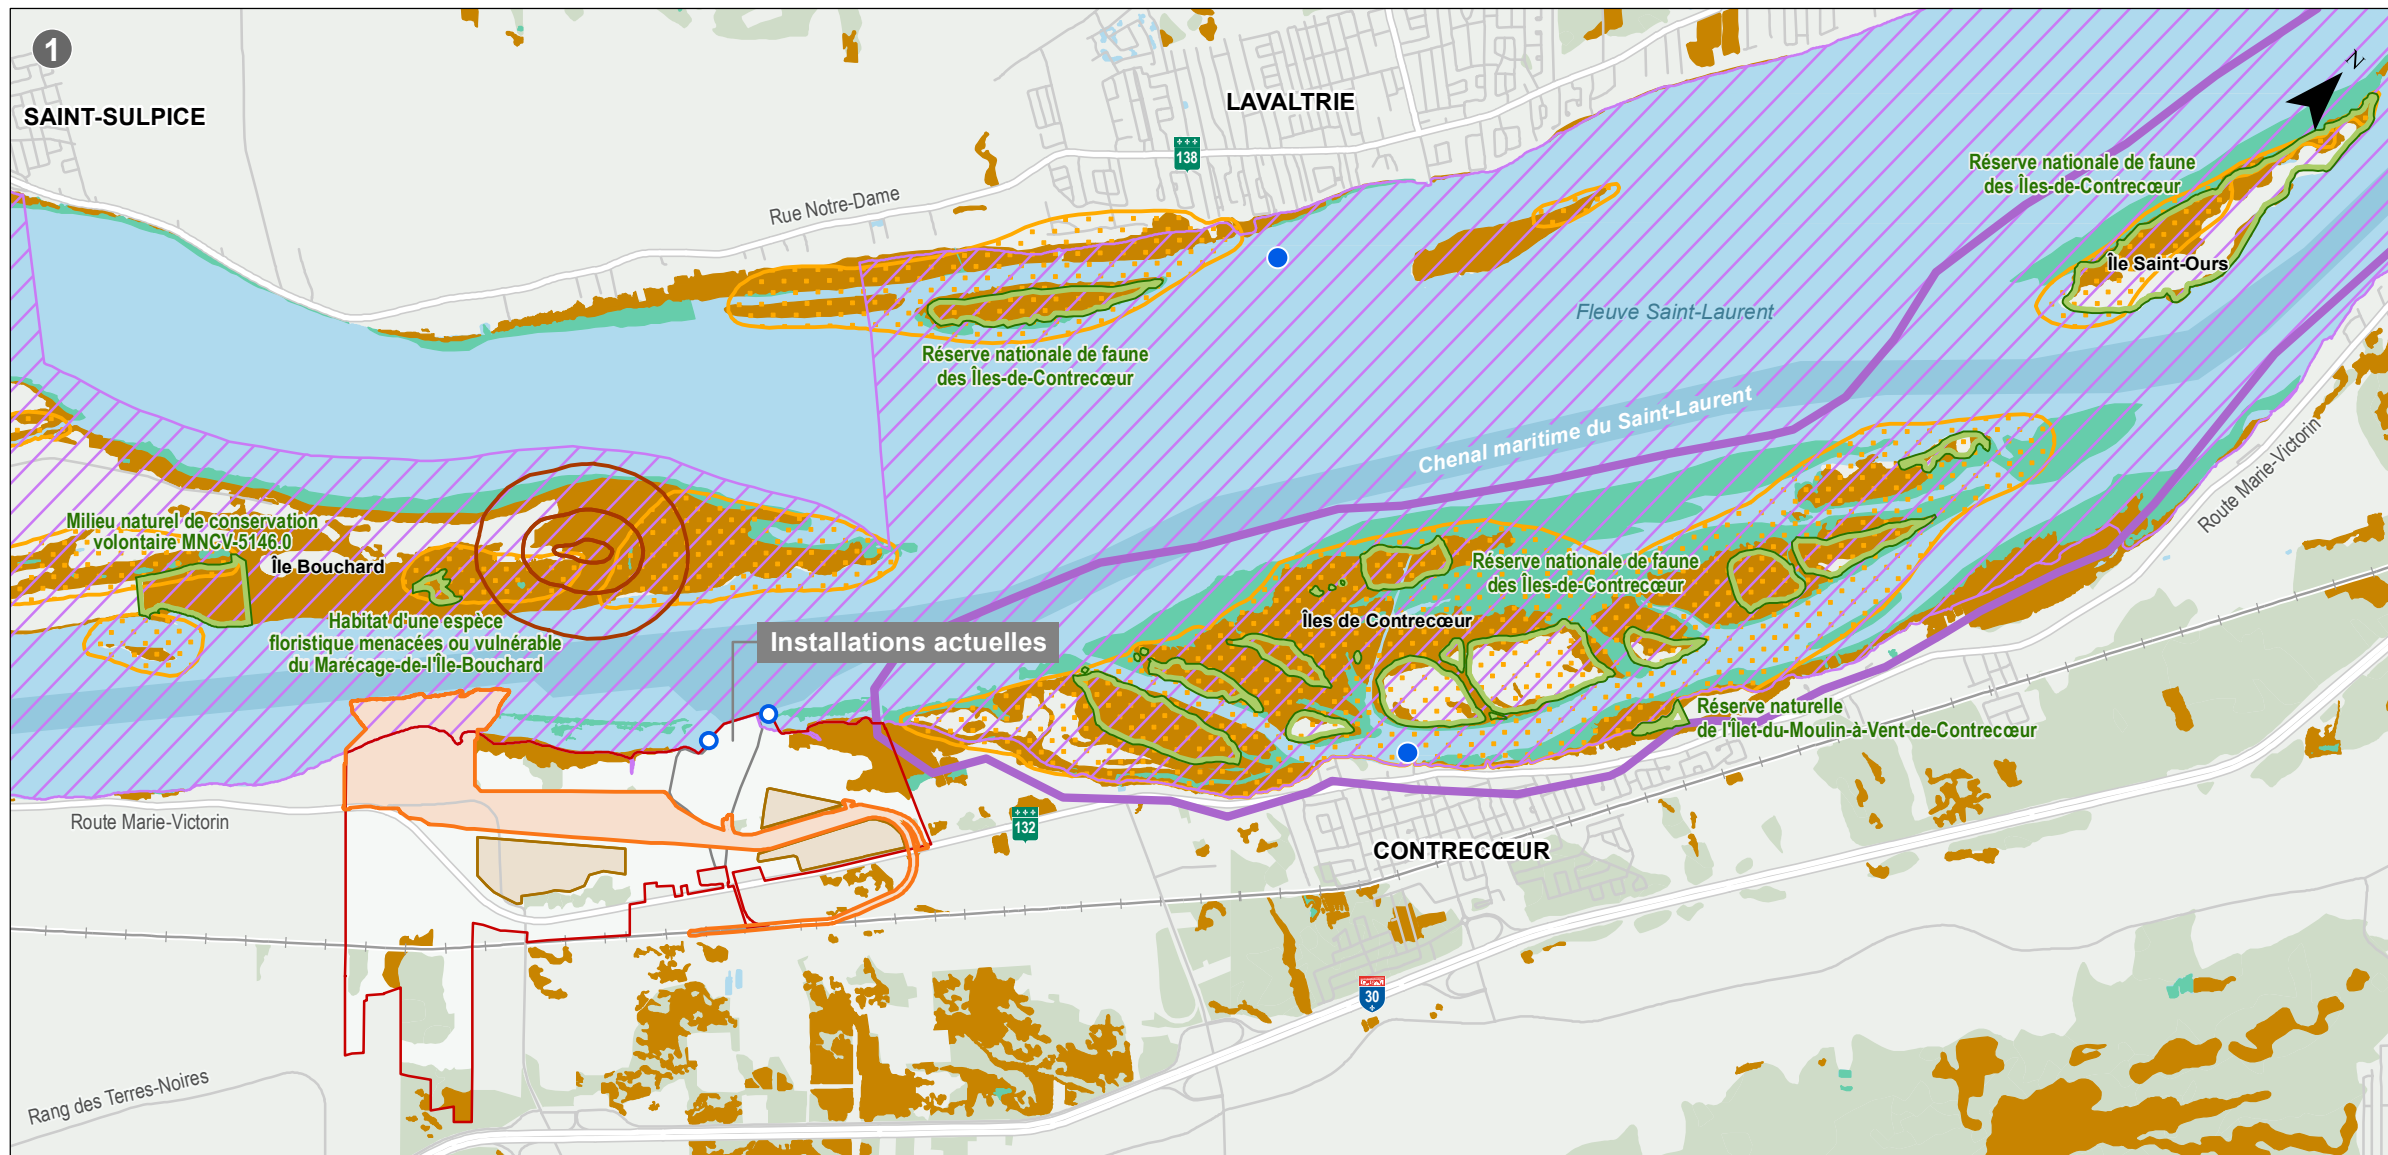 1
SAINT-SULPICE
LAVALTRIE
138
Rue Notre-Dame
N
Réserve nationale de faune
des Îles-de-Contrecœur
Île Saint-Ours
Fleuve Saint-Laurent
Réserve nationale de faune
des Îles-de-Contrecœur
Chenal maritime du Saint-Laurent
Route Marie-Victorin
Milieu naturel de conservation
volontaire MNCV-5146.0
Île Bouchard
Habitat d'une espèce
floristique menacées ou vulnérable
du Marécage-de-l'Île-Bouchard
Installations actuelles
Réserve nationale de faune
des Îles-de-Contrecœur
Îles de Contrecœur
Réserve naturelle
de l'Îlet-du-Moulin-à-Vent-de-Contrecœur
Route Marie-Victorin
132
CONTRECŒUR
30
Rang des Terres-Noires